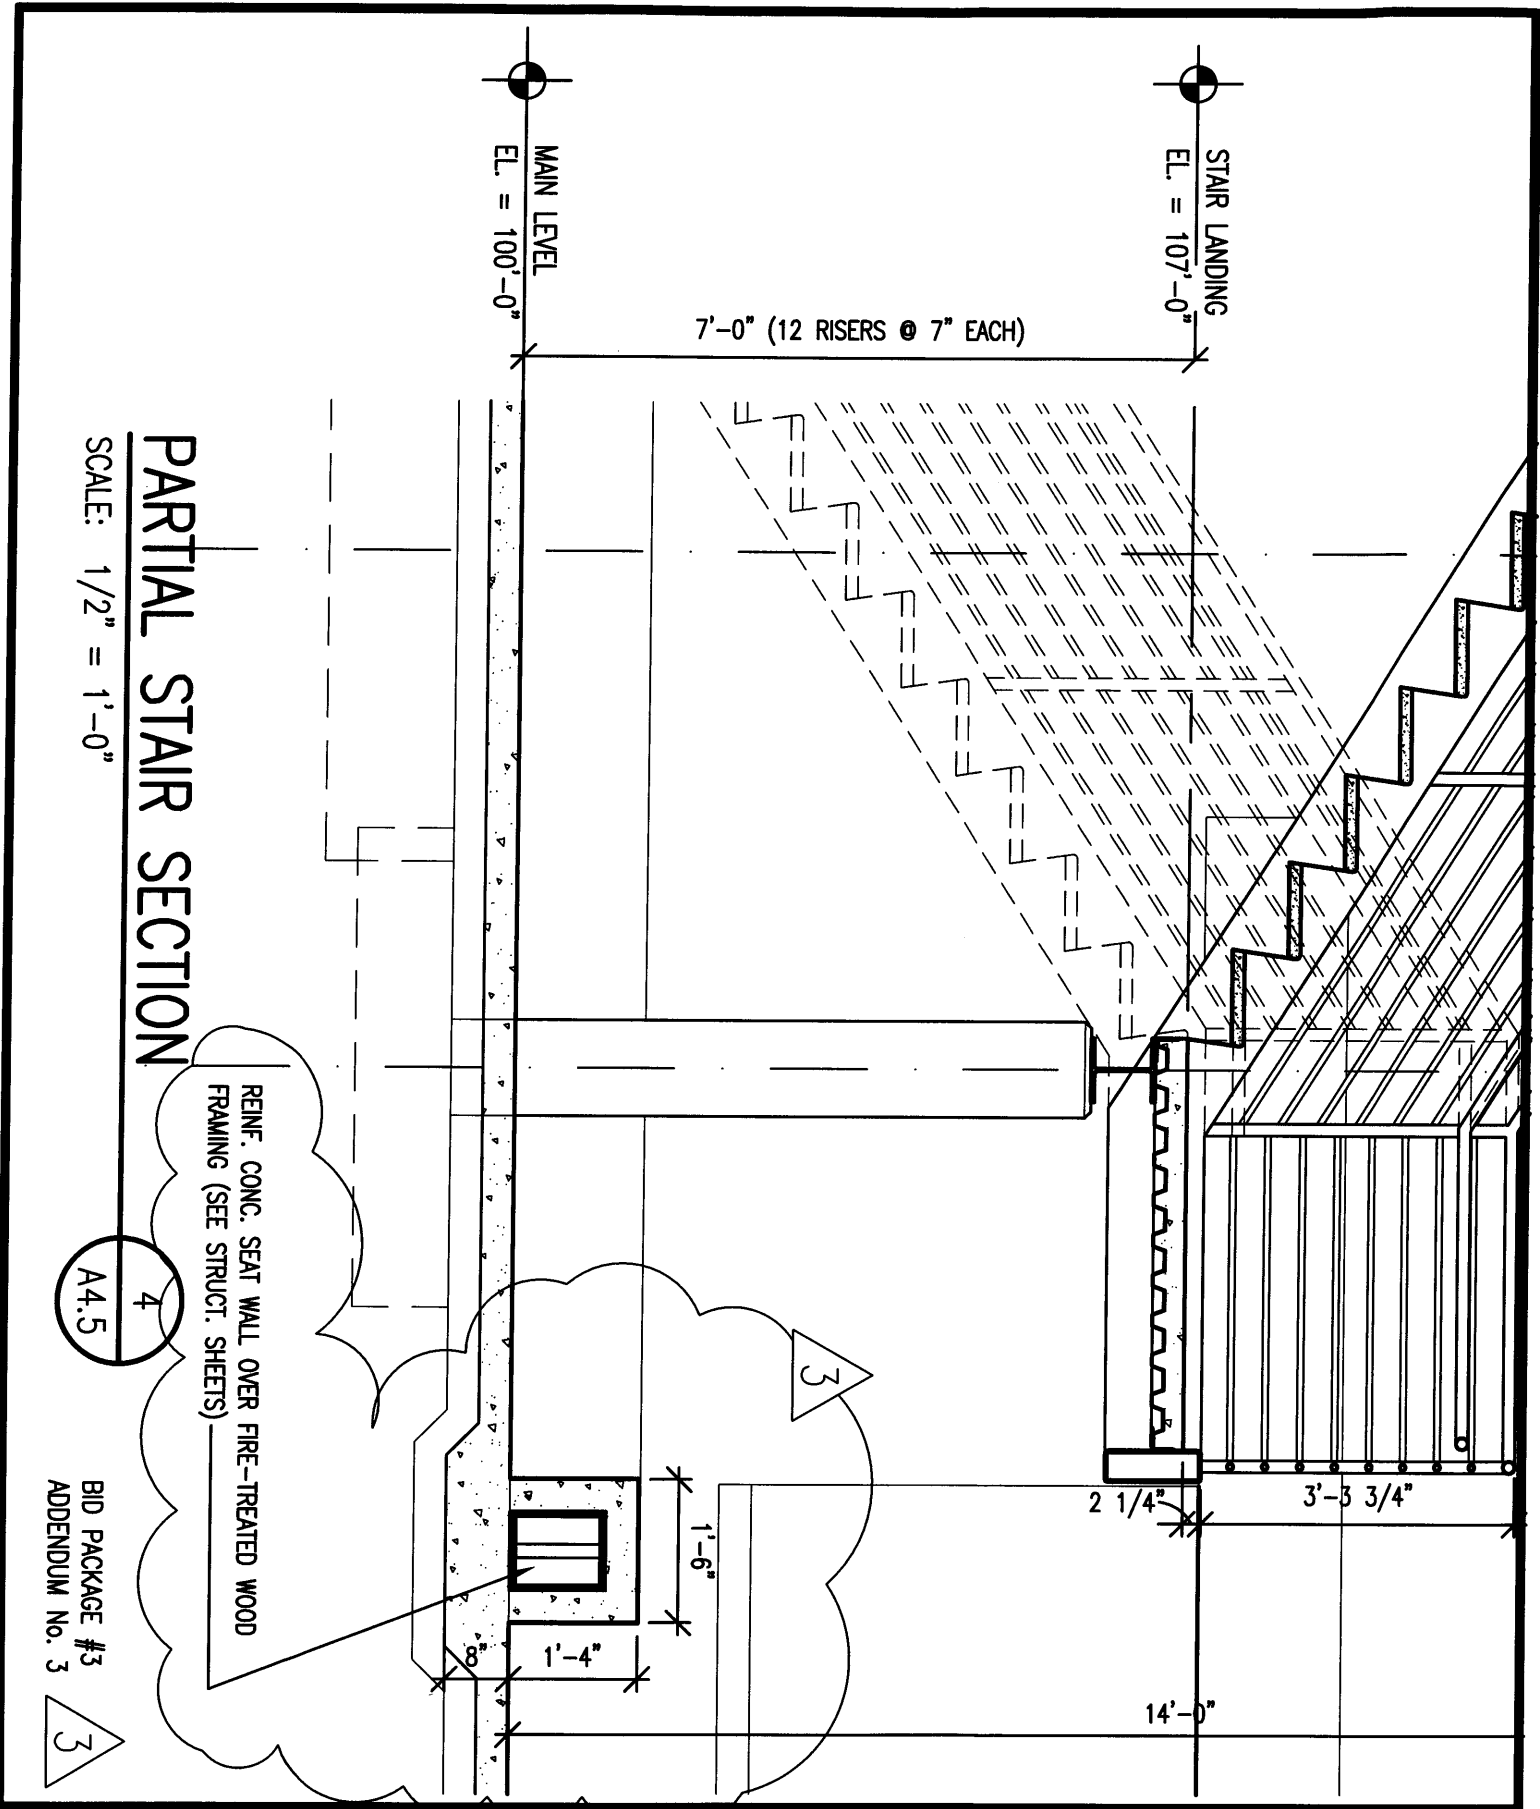 STAIR LANDING
EL. = 107'-0"
MAIN LEVEL
EL. = 100'-0"
7'-0" (12 RISERS @ 7" EACH)
3'-3 3/4"
2 1/4"
14'-0"
3
1'-6"
1'-4"
8"
REINF. CONC. SEAT WALL OVER FIRE-TREATED WOOD
FRAMING (SEE STRUCT. SHEETS)
PARTIAL STAIR SECTION
SCALE: 1/2" = 1'-0"
4
A4.5
BID PACKAGE #3
ADDENDUM No. 3
3